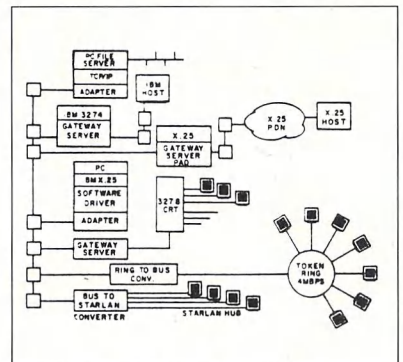 PC FILE
SERVER
TCP/IP
ADAPTER
IBM
HOST
IBM 3274
GATEWAY
SERVER
X.25
GATEWAY
SERVER
PAD
X 25
PDN
X.25
HOST
PC
BMX.25
SOFTWARE
DRIVER
ADAPTER
3278
CRT
GATEWAY
SERVER
RING TO BUS
CONV.
TOKEN
RING
4MBPS
BUS TO
STARLAN
CONVERTER
STARLAN HUB